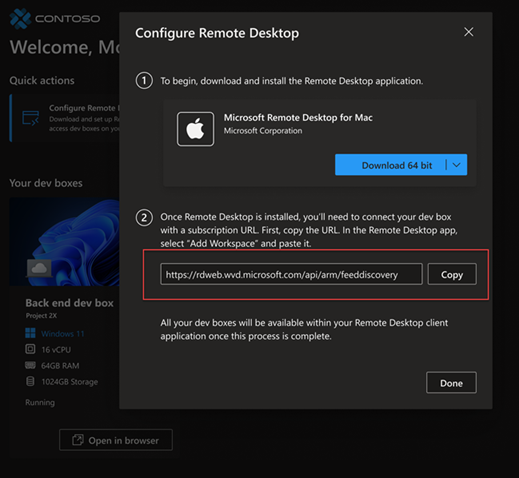 CONTOSO
Welcome, Mo
Quick actions
Configure Remote D
Download and set up Re
access dev boxes on you
Your dev boxes
Back end dev box
Project 2X
Windows 11
16 vCPU
64GB RAM
1024GB Storage
Running
Open in browser
Configure Remote Desktop
1 To begin, download and install the Remote Desktop application.
Microsoft Remote Desktop for Mac
Microsoft Corporation
Download 64 bit
2 Once Remote Desktop is installed, you'll need to connect your dev box
with a subscription URL. First, copy the URL. In the Remote Desktop app,
select "Add Workspace" and paste it.
https://rdweb.wvd.microsoft.com/api/arm/feeddiscovery
Copy
All your dev boxes will be available within your Remote Desktop client
application once this process is complete.
Done